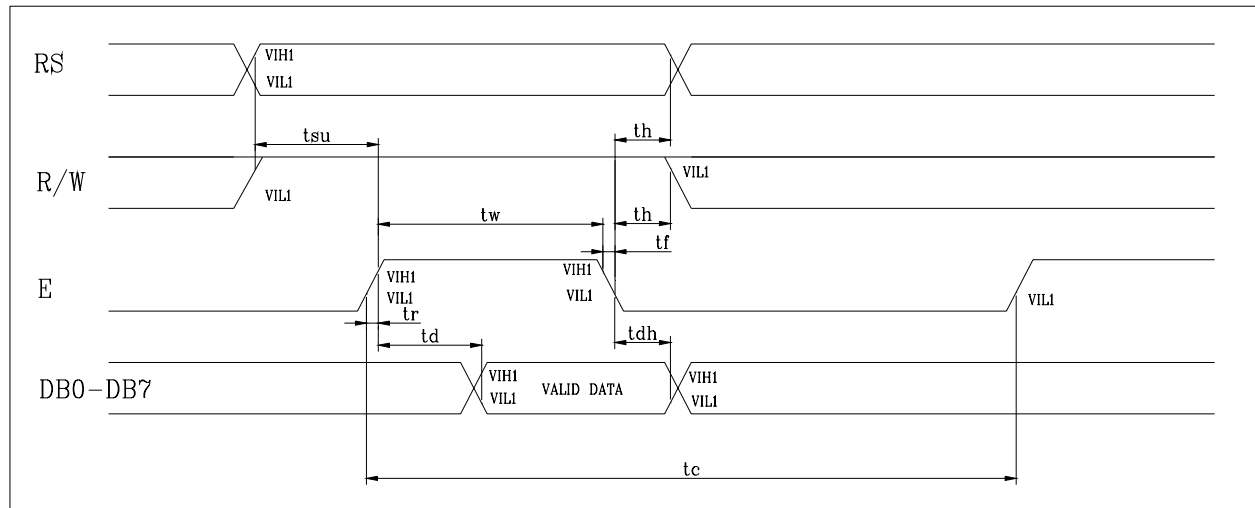 RS
VIH1
VIL1
tsu
th
R/W
VIL1
VIL1
tw
th
tf
E
VIH1
VIL1
VIH1
VIL1
VIL1
tr
td
tdh
DB0-DB7
VIH1
VIL1
VALID DATA
VIH1
VIL1
tc